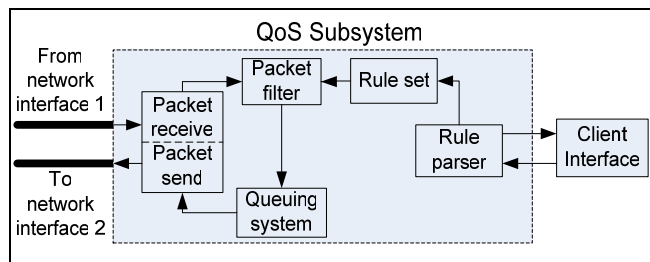 QoS Subsystem
From
network
interface 1
To
network
interface 2
Packet
receive
Packet
send
Packet
filter
Queuing
system
Rule set
Rule
parser
Client
Interface